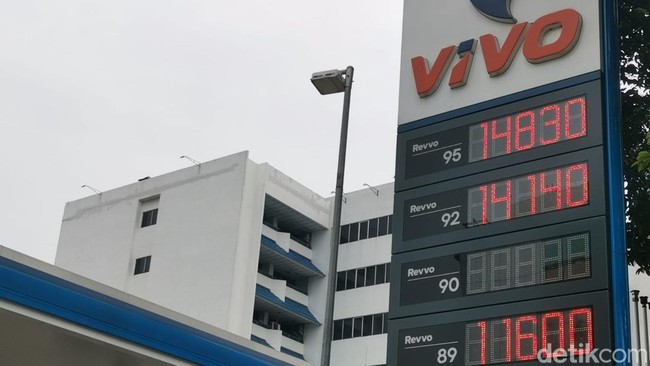 VIVO
Revvo 95 14830
Revvo 92 14140
Revvo 90
Revvo 89 11600
detikcom